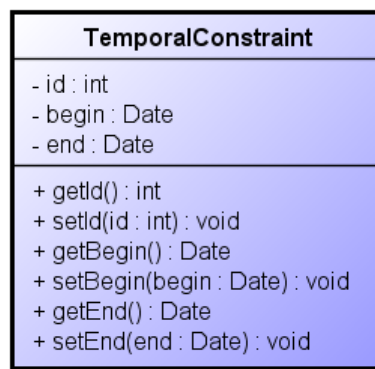 TemporalConstraint
- id : int
- begin : Date
- end : Date
+ getId() : int
+ setId(id : int) : void
+ getBegin() : Date
+ setBegin(begin : Date) : void
+ getEnd() : Date
+ setEnd(end : Date) : void